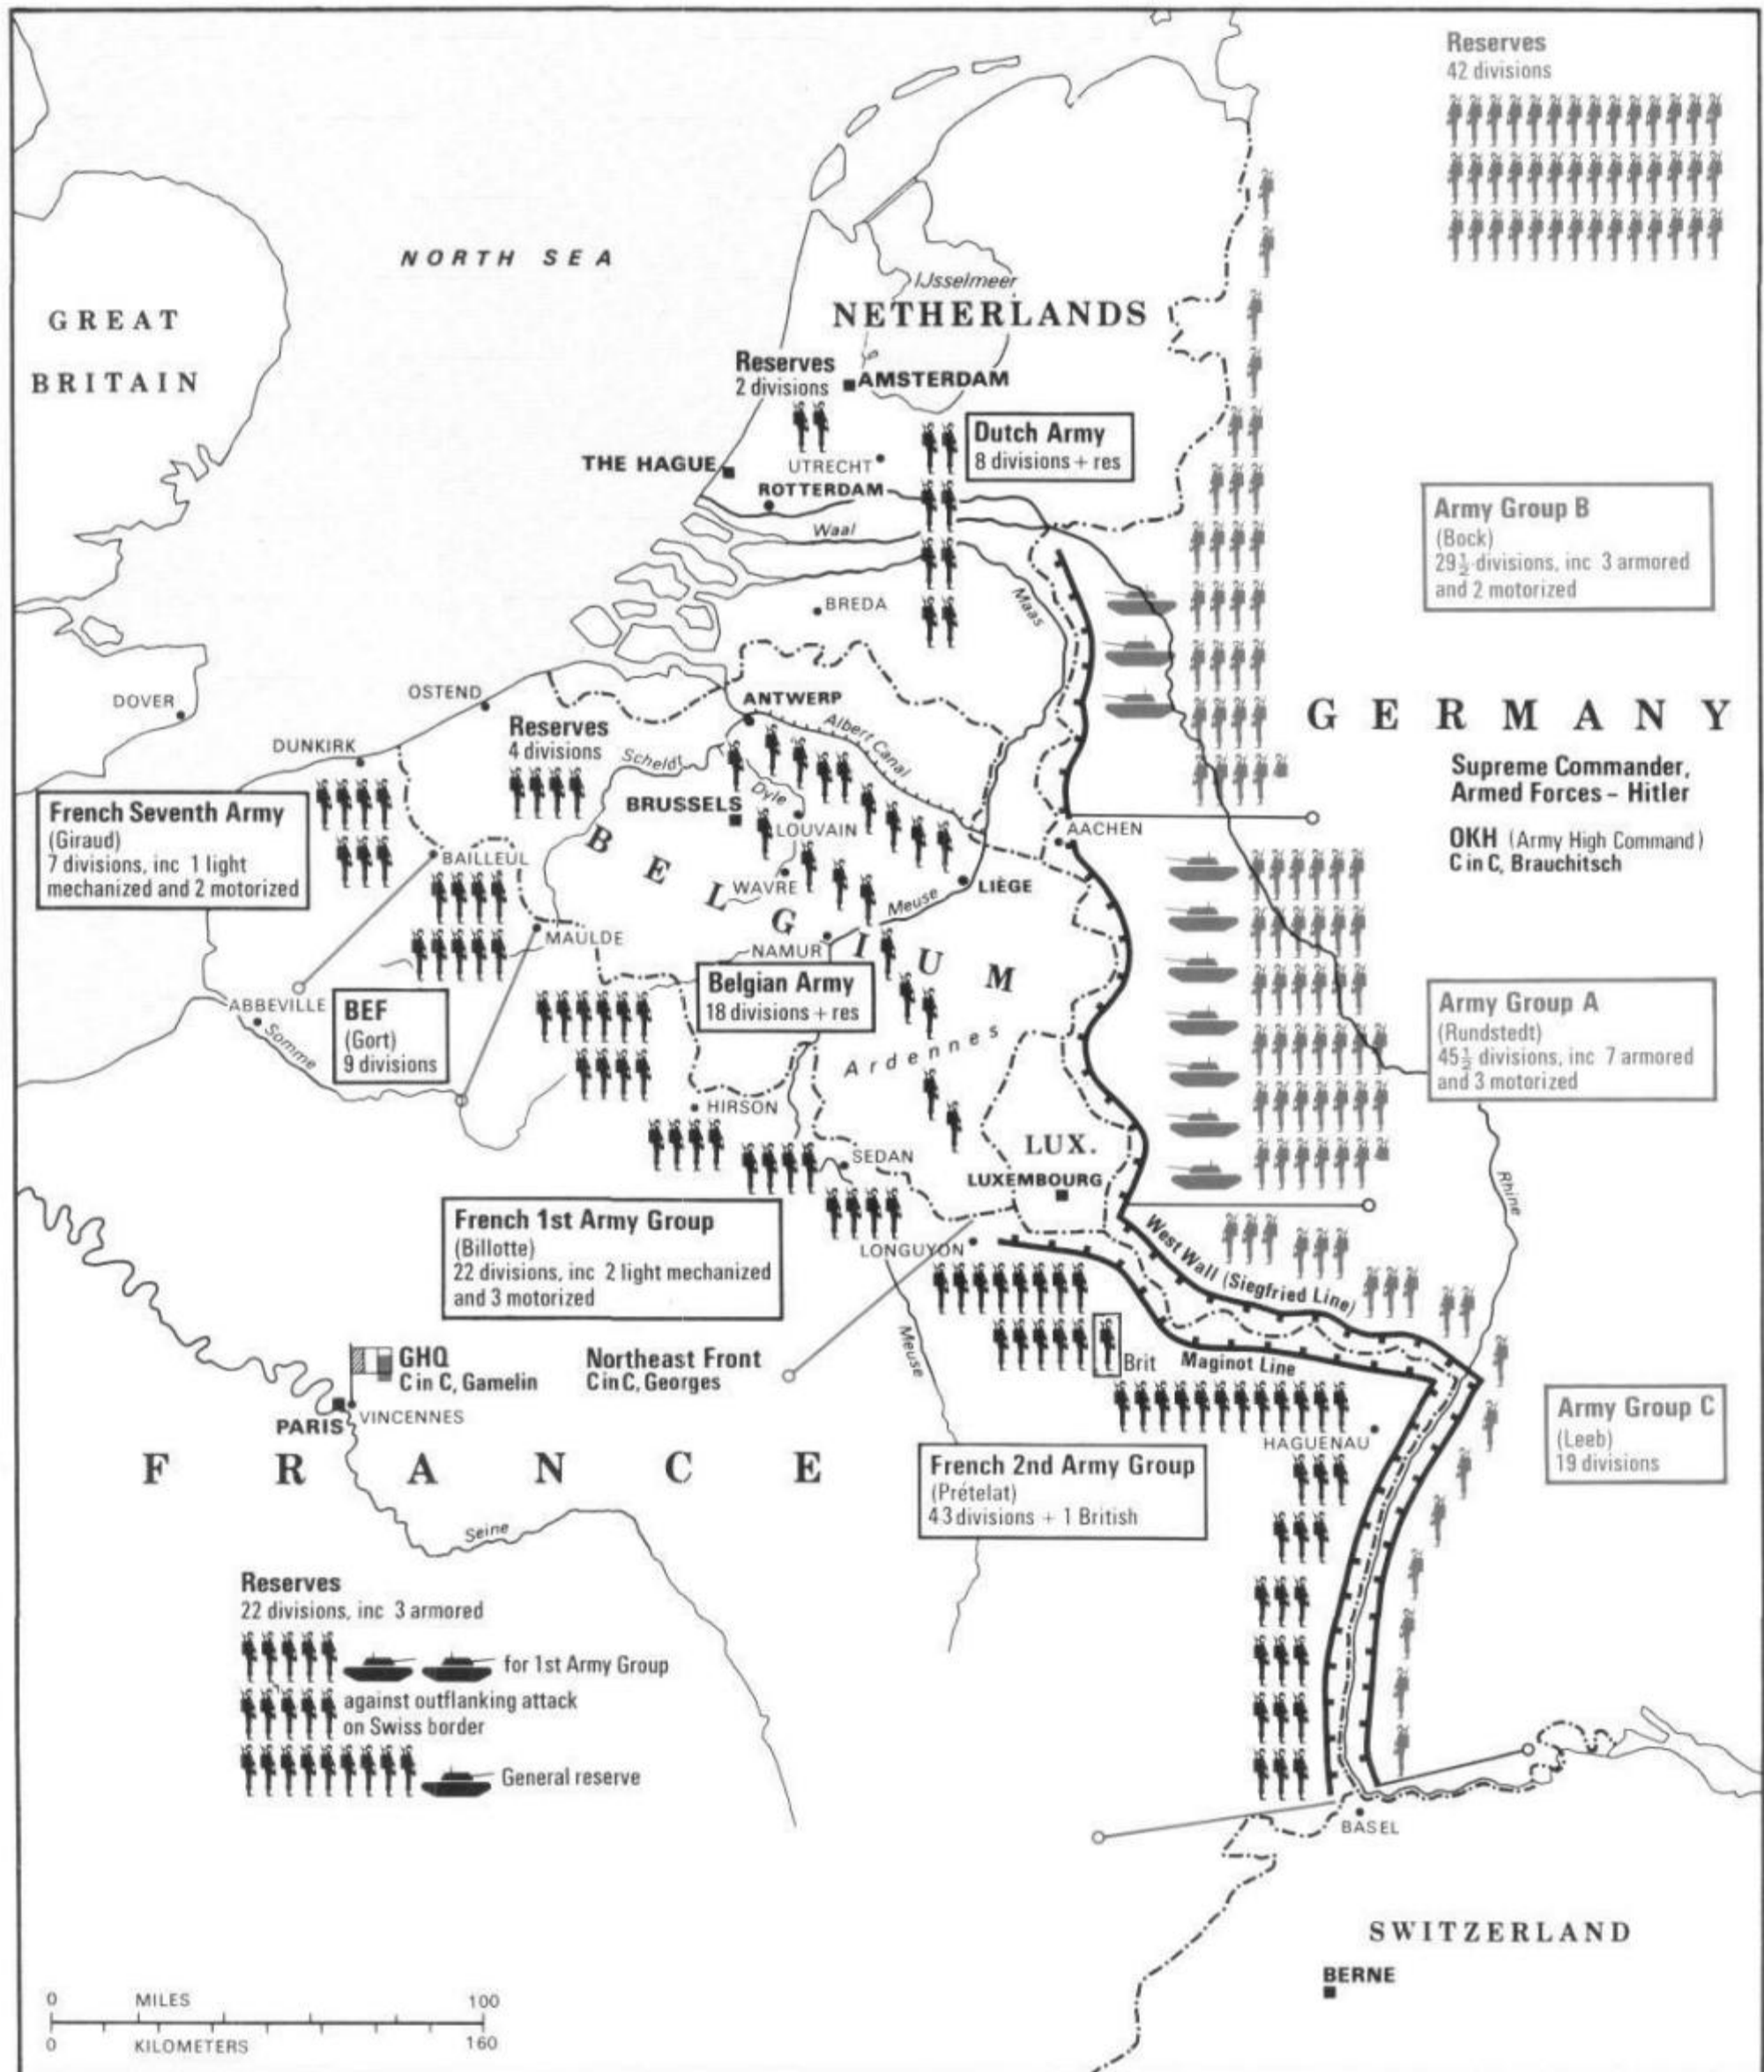 Reserves
42 divisions
NORTH SEA
GREAT
BRITAIN
IJsselmeer
NETHERLANDS
Reserves
2 divisions
AMSTERDAM
Dutch Army
8 divisions + res
THE HAGUE
UTRECHT
ROTTERDAM
Waal
Army Group B
(Bock)
29½ divisions, inc 3 armored
and 2 motorized
BREDA
Maas
DOVER
OSTEND
ANTWERP
GERMANY
DUNKIRK
Reserves
4 divisions
Scheldt
Albert Canal
Supreme Commander,
Armed Forces – Hitler
OKH (Army High Command)
C in C, Brauchitsch
French Seventh Army
(Giraud)
7 divisions, inc 1 light
mechanized and 2 motorized
BRUSSELS
Dyle
LOUVAIN
AACHEN
BAILLEUL
BELGIUM
WAVRE
Meuse
LIÈGE
MAULDE
NAMUR
Belgian Army
18 divisions + res
ABBEVILLE
Somme
BEF
(Gort)
9 divisions
Ardennes
Army Group A
(Rundstedt)
45½ divisions, inc 7 armored
and 3 motorized
HIRSON
SEDAN
LUX.
LUXEMBOURG
Rhine
French 1st Army Group
(Billotte)
22 divisions, inc 2 light mechanized
and 3 motorized
LONGUYON
West Wall (Siegfried Line)
Meuse
Brit
Maginot Line
GHQ
C in C, Gamelin
Northeast Front
C in C, Georges
PARIS
VINCENNES
HAGUENAU
Army Group C
(Leeb)
19 divisions
FRANCE
French 2nd Army Group
(Prételat)
43 divisions + 1 British
Seine
Reserves
22 divisions, inc 3 armored
for 1st Army Group
against outflanking attack
on Swiss border
General reserve
BASEL
SWITZERLAND
BERNE
0 MILES 100
0 KILOMETERS 160